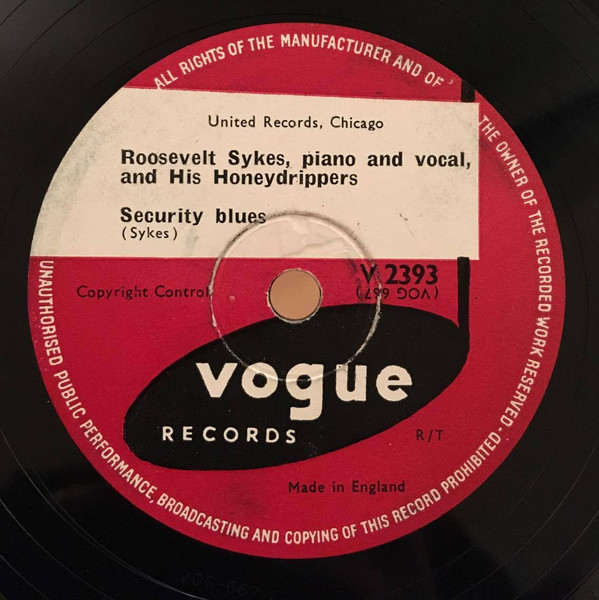 ALL RIGHTS OF THE MANUFACTURER AND OF THE OWNER OF THE RECORDED WORK RESERVED - UNAUTHORISED PUBLIC PERFORMANCE, BROADCASTING AND COPYING OF THIS RECORD PROHIBITED -
United Records, Chicago
Roosevelt Sykes, piano and vocal,
and His Honeydrippers
Security blues
(Sykes)
V 2393
(VOG 667)
Copyright Control
vogue
RECORDS
R/T
Made in England